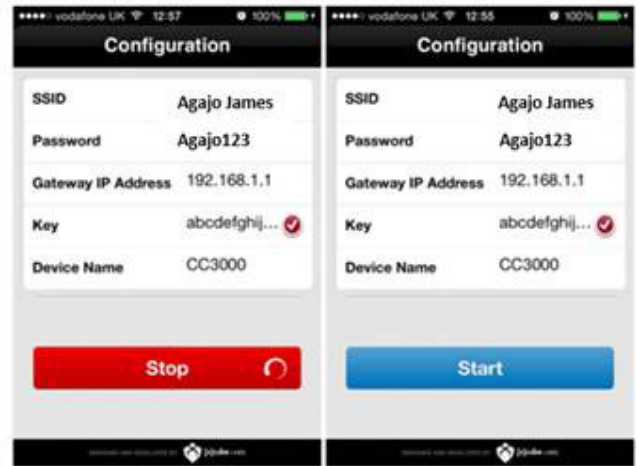 vodafone UK 12:57 100%
Configuration
SSID Agajo James
Password Agajo123
Gateway IP Address 192.168.1.1
Key abcdefghij...
Device Name CC3000
Stop
vodafone UK 12:55 100%
Configuration
SSID Agajo James
Password Agajo123
Gateway IP Address 192.168.1.1
Key abcdefghij...
Device Name CC3000
Start